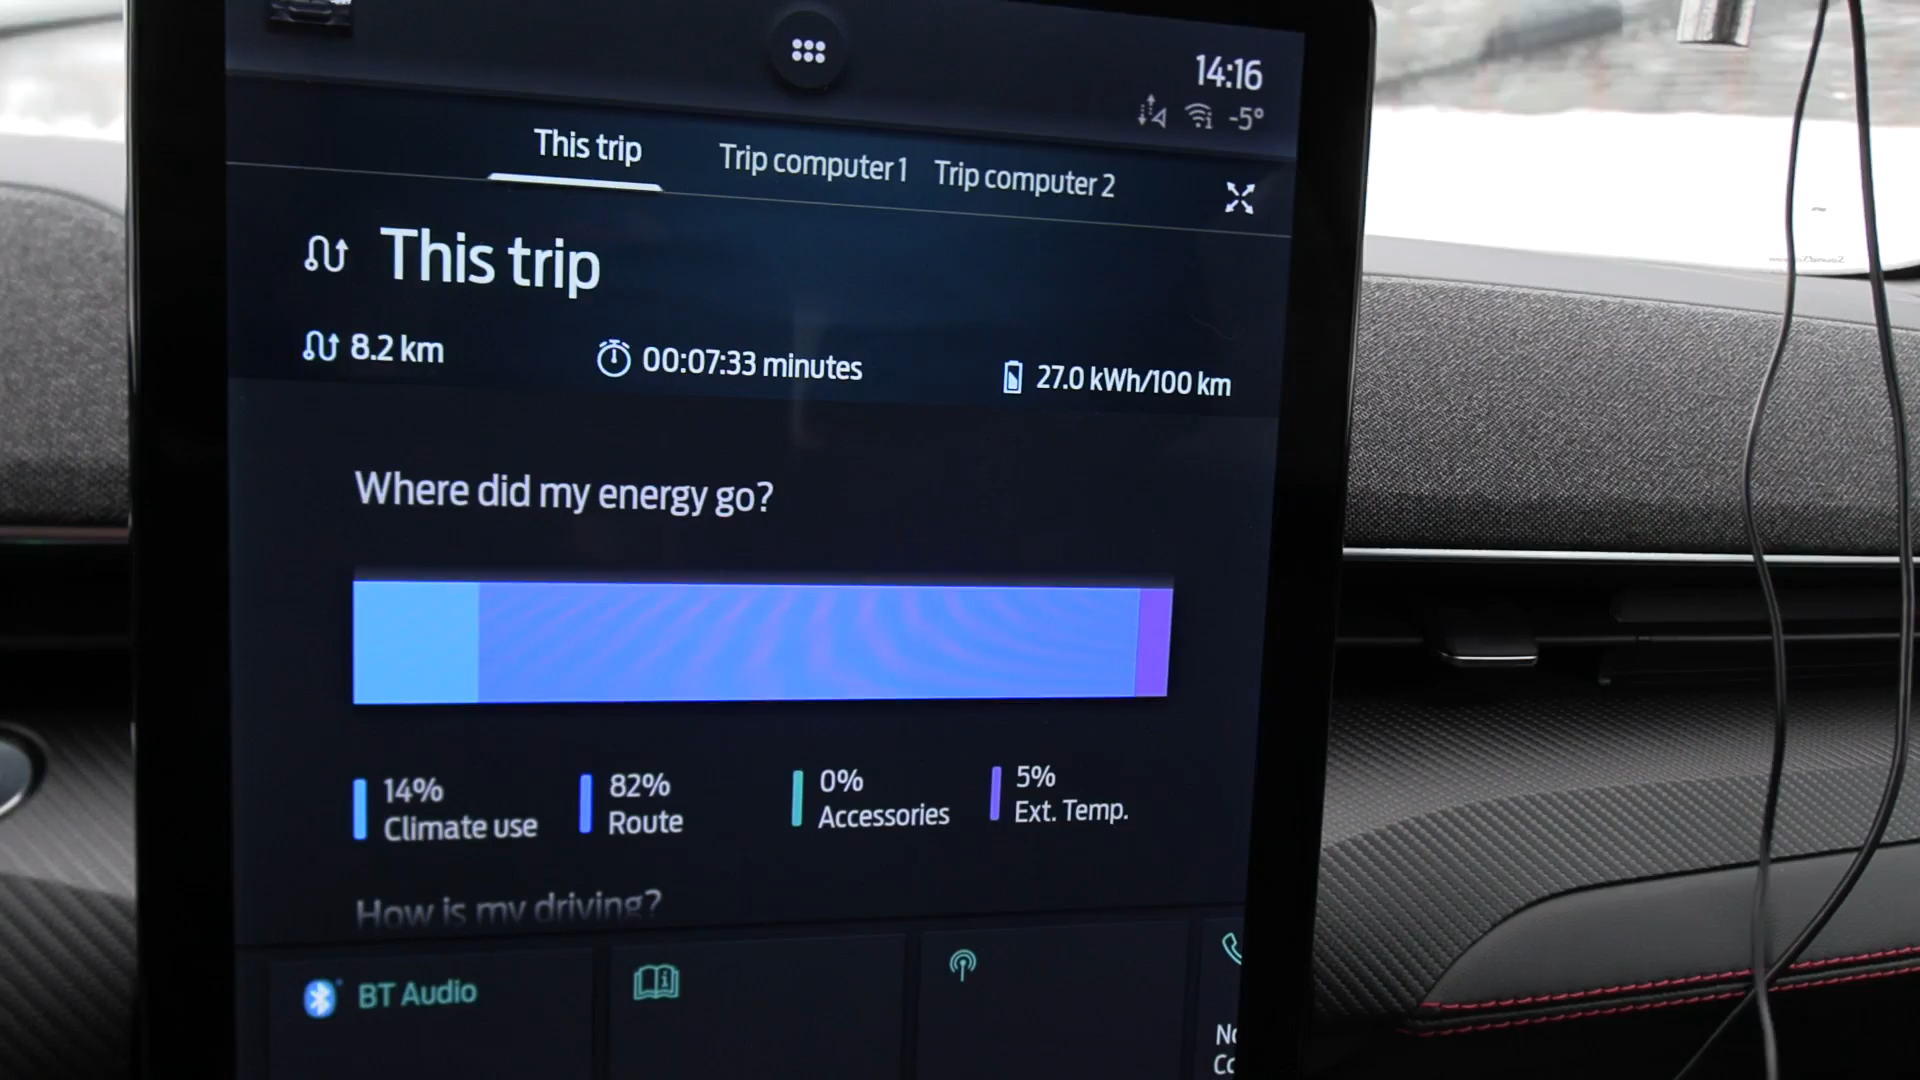 14:16
-5°
This trip
Trip computer 1
Trip computer 2
This trip
8.2 km
00:07:33 minutes
27.0 kWh/100 km
Where did my energy go?
14%
Climate use
82%
Route
0%
Accessories
5%
Ext. Temp.
How is my driving?
BT Audio